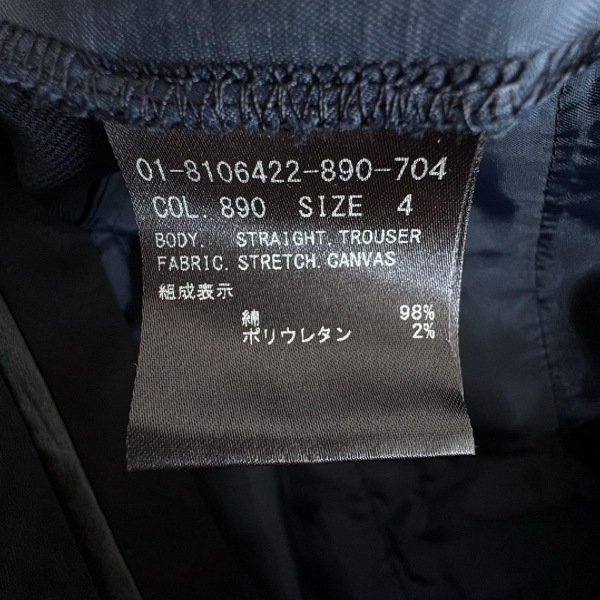 01-8106422-890-704
COL. 890 SIZE 4
BODY. STRAIGHT. TROUSER
FABRIC. STRETCH. CANVAS
組成表示
綿 98%
ポリウレタン 2%